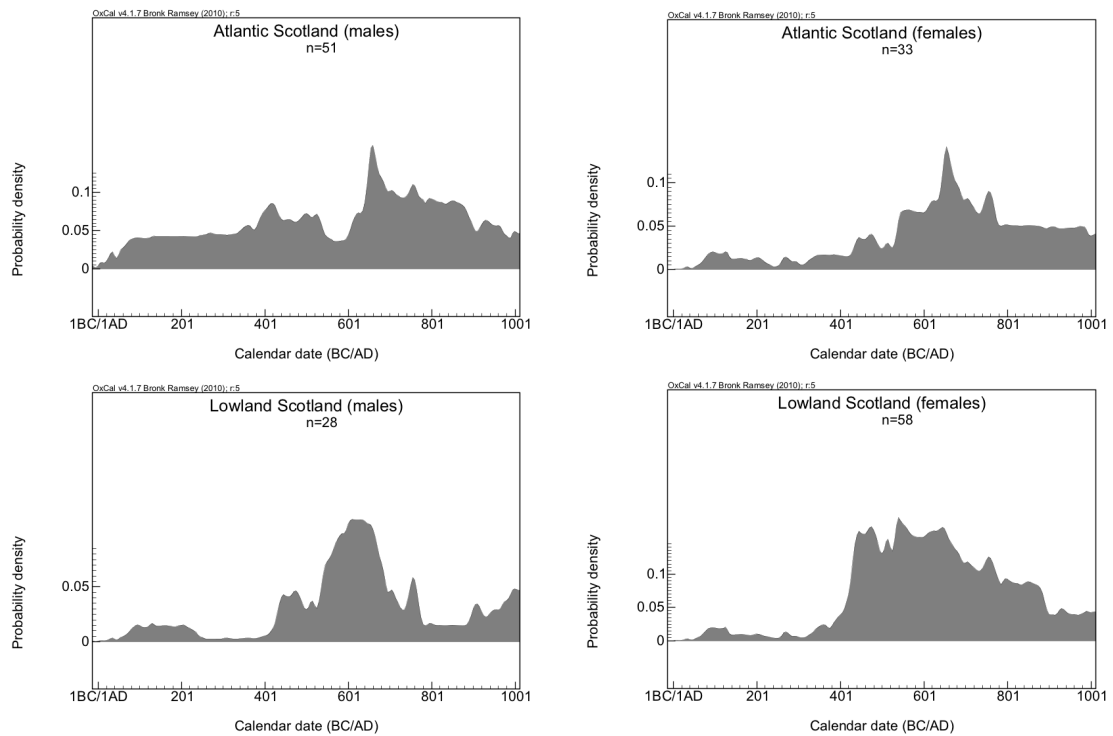 OxCal v4.1.7 Bronk Ramsey (2010); r:5
Atlantic Scotland (males)
n=51
Probability density
0.1
0.05
0
1BC/1AD 201 401 601 801 1001
Calendar date (BC/AD)
OxCal v4.1.7 Bronk Ramsey (2010); r:5
Atlantic Scotland (females)
n=33
Probability density
0.1
0.05
0
1BC/1AD 201 401 601 801 1001
Calendar date (BC/AD)
OxCal v4.1.7 Bronk Ramsey (2010); r:5
Lowland Scotland (males)
n=28
Probability density
0.05
0
1BC/1AD 201 401 601 801 1001
Calendar date (BC/AD)
OxCal v4.1.7 Bronk Ramsey (2010); r:5
Lowland Scotland (females)
n=58
Probability density
0.1
0.05
0
1BC/1AD 201 401 601 801 1001
Calendar date (BC/AD)